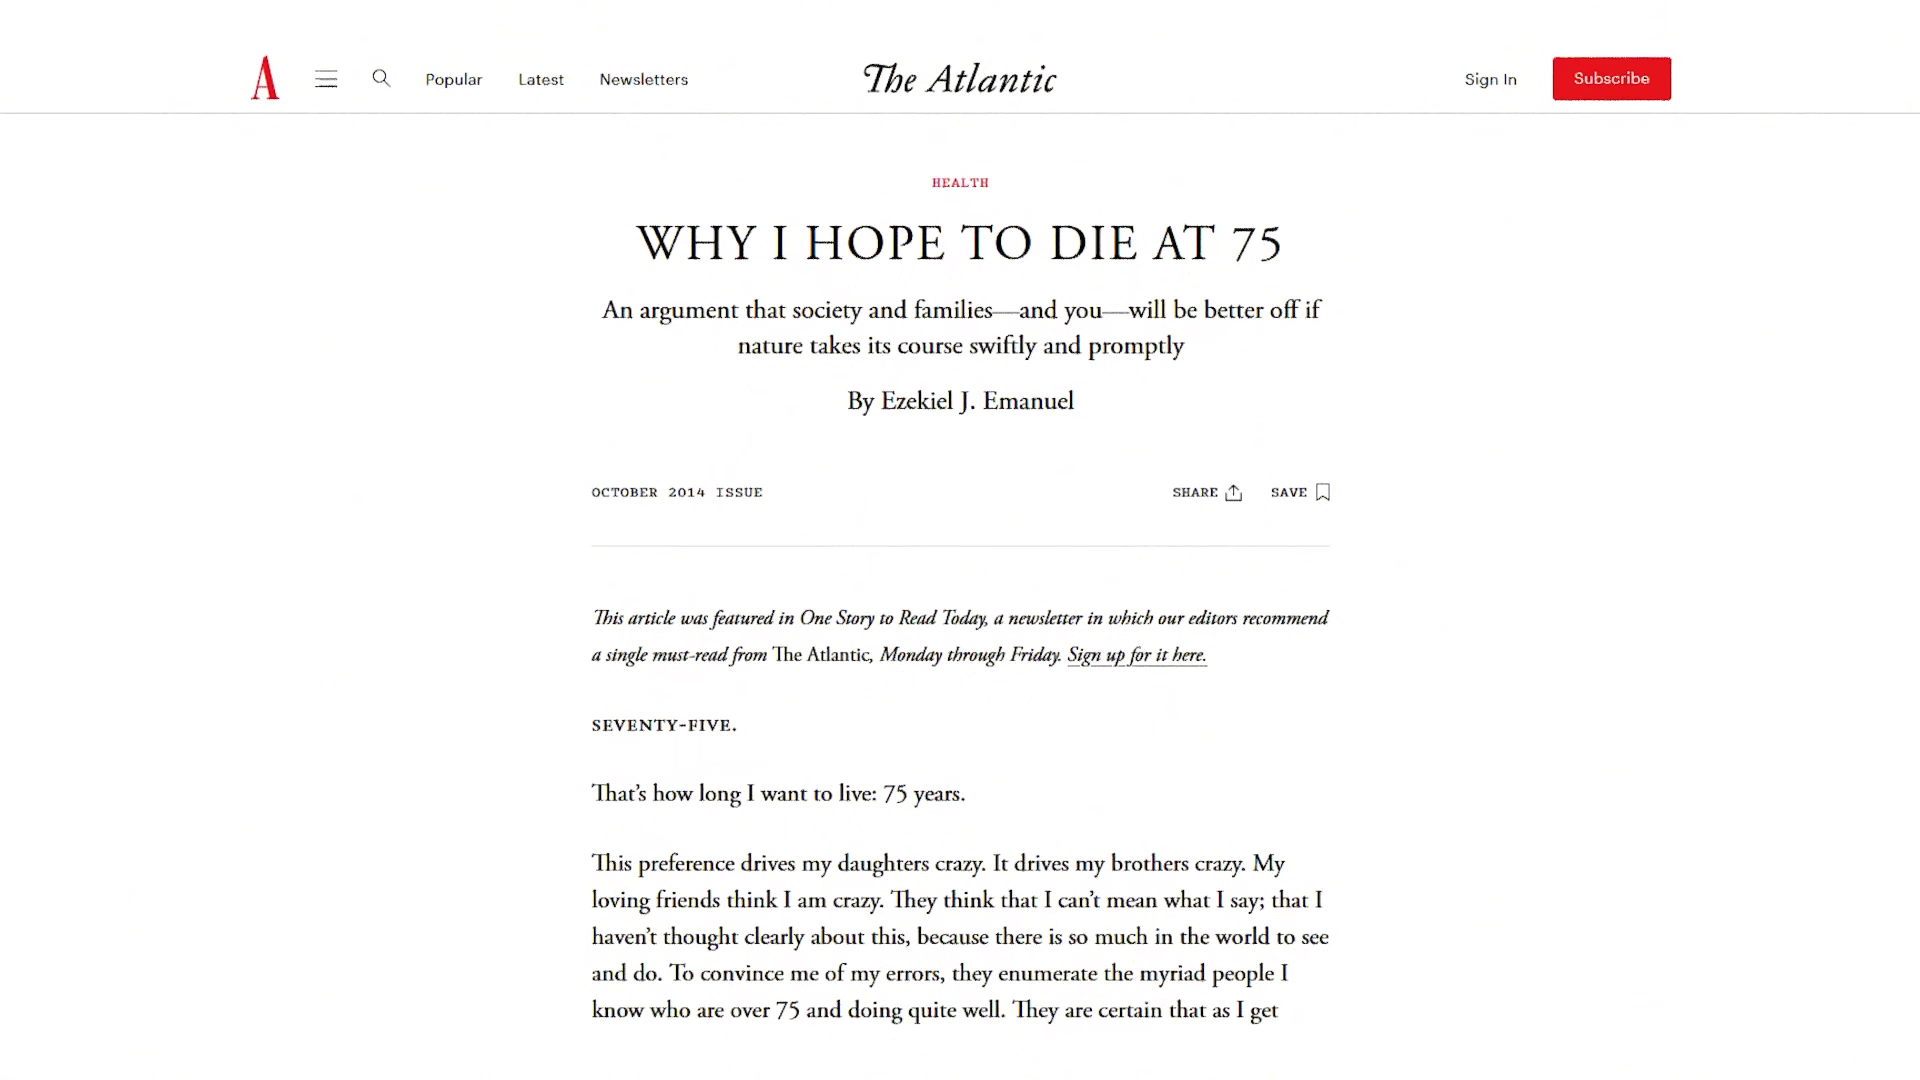 A Popular Latest Newsletters The Atlantic Sign In Subscribe
HEALTH
WHY I HOPE TO DIE AT 75
An argument that society and families—and you—will be better off if
nature takes its course swiftly and promptly
By Ezekiel J. Emanuel
OCTOBER 2014 ISSUE SHARE SAVE
This article was featured in One Story to Read Today, a newsletter in which our editors recommend
a single must-read from The Atlantic, Monday through Friday. Sign up for it here.
SEVENTY-FIVE.
That’s how long I want to live: 75 years.
This preference drives my daughters crazy. It drives my brothers crazy. My
loving friends think I am crazy. They think that I can’t mean what I say; that I
haven’t thought clearly about this, because there is so much in the world to see
and do. To convince me of my errors, they enumerate the myriad people I
know who are over 75 and doing quite well. They are certain that as I get